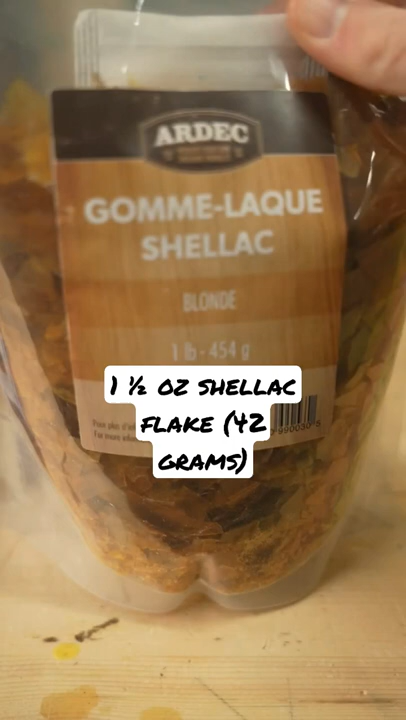 ARDEC
GOMME-LAQUE
SHELLAC
BLONDE
1 lb - 454 g
1 ½ OZ SHELLAC
FLAKE (42
GRAMS)